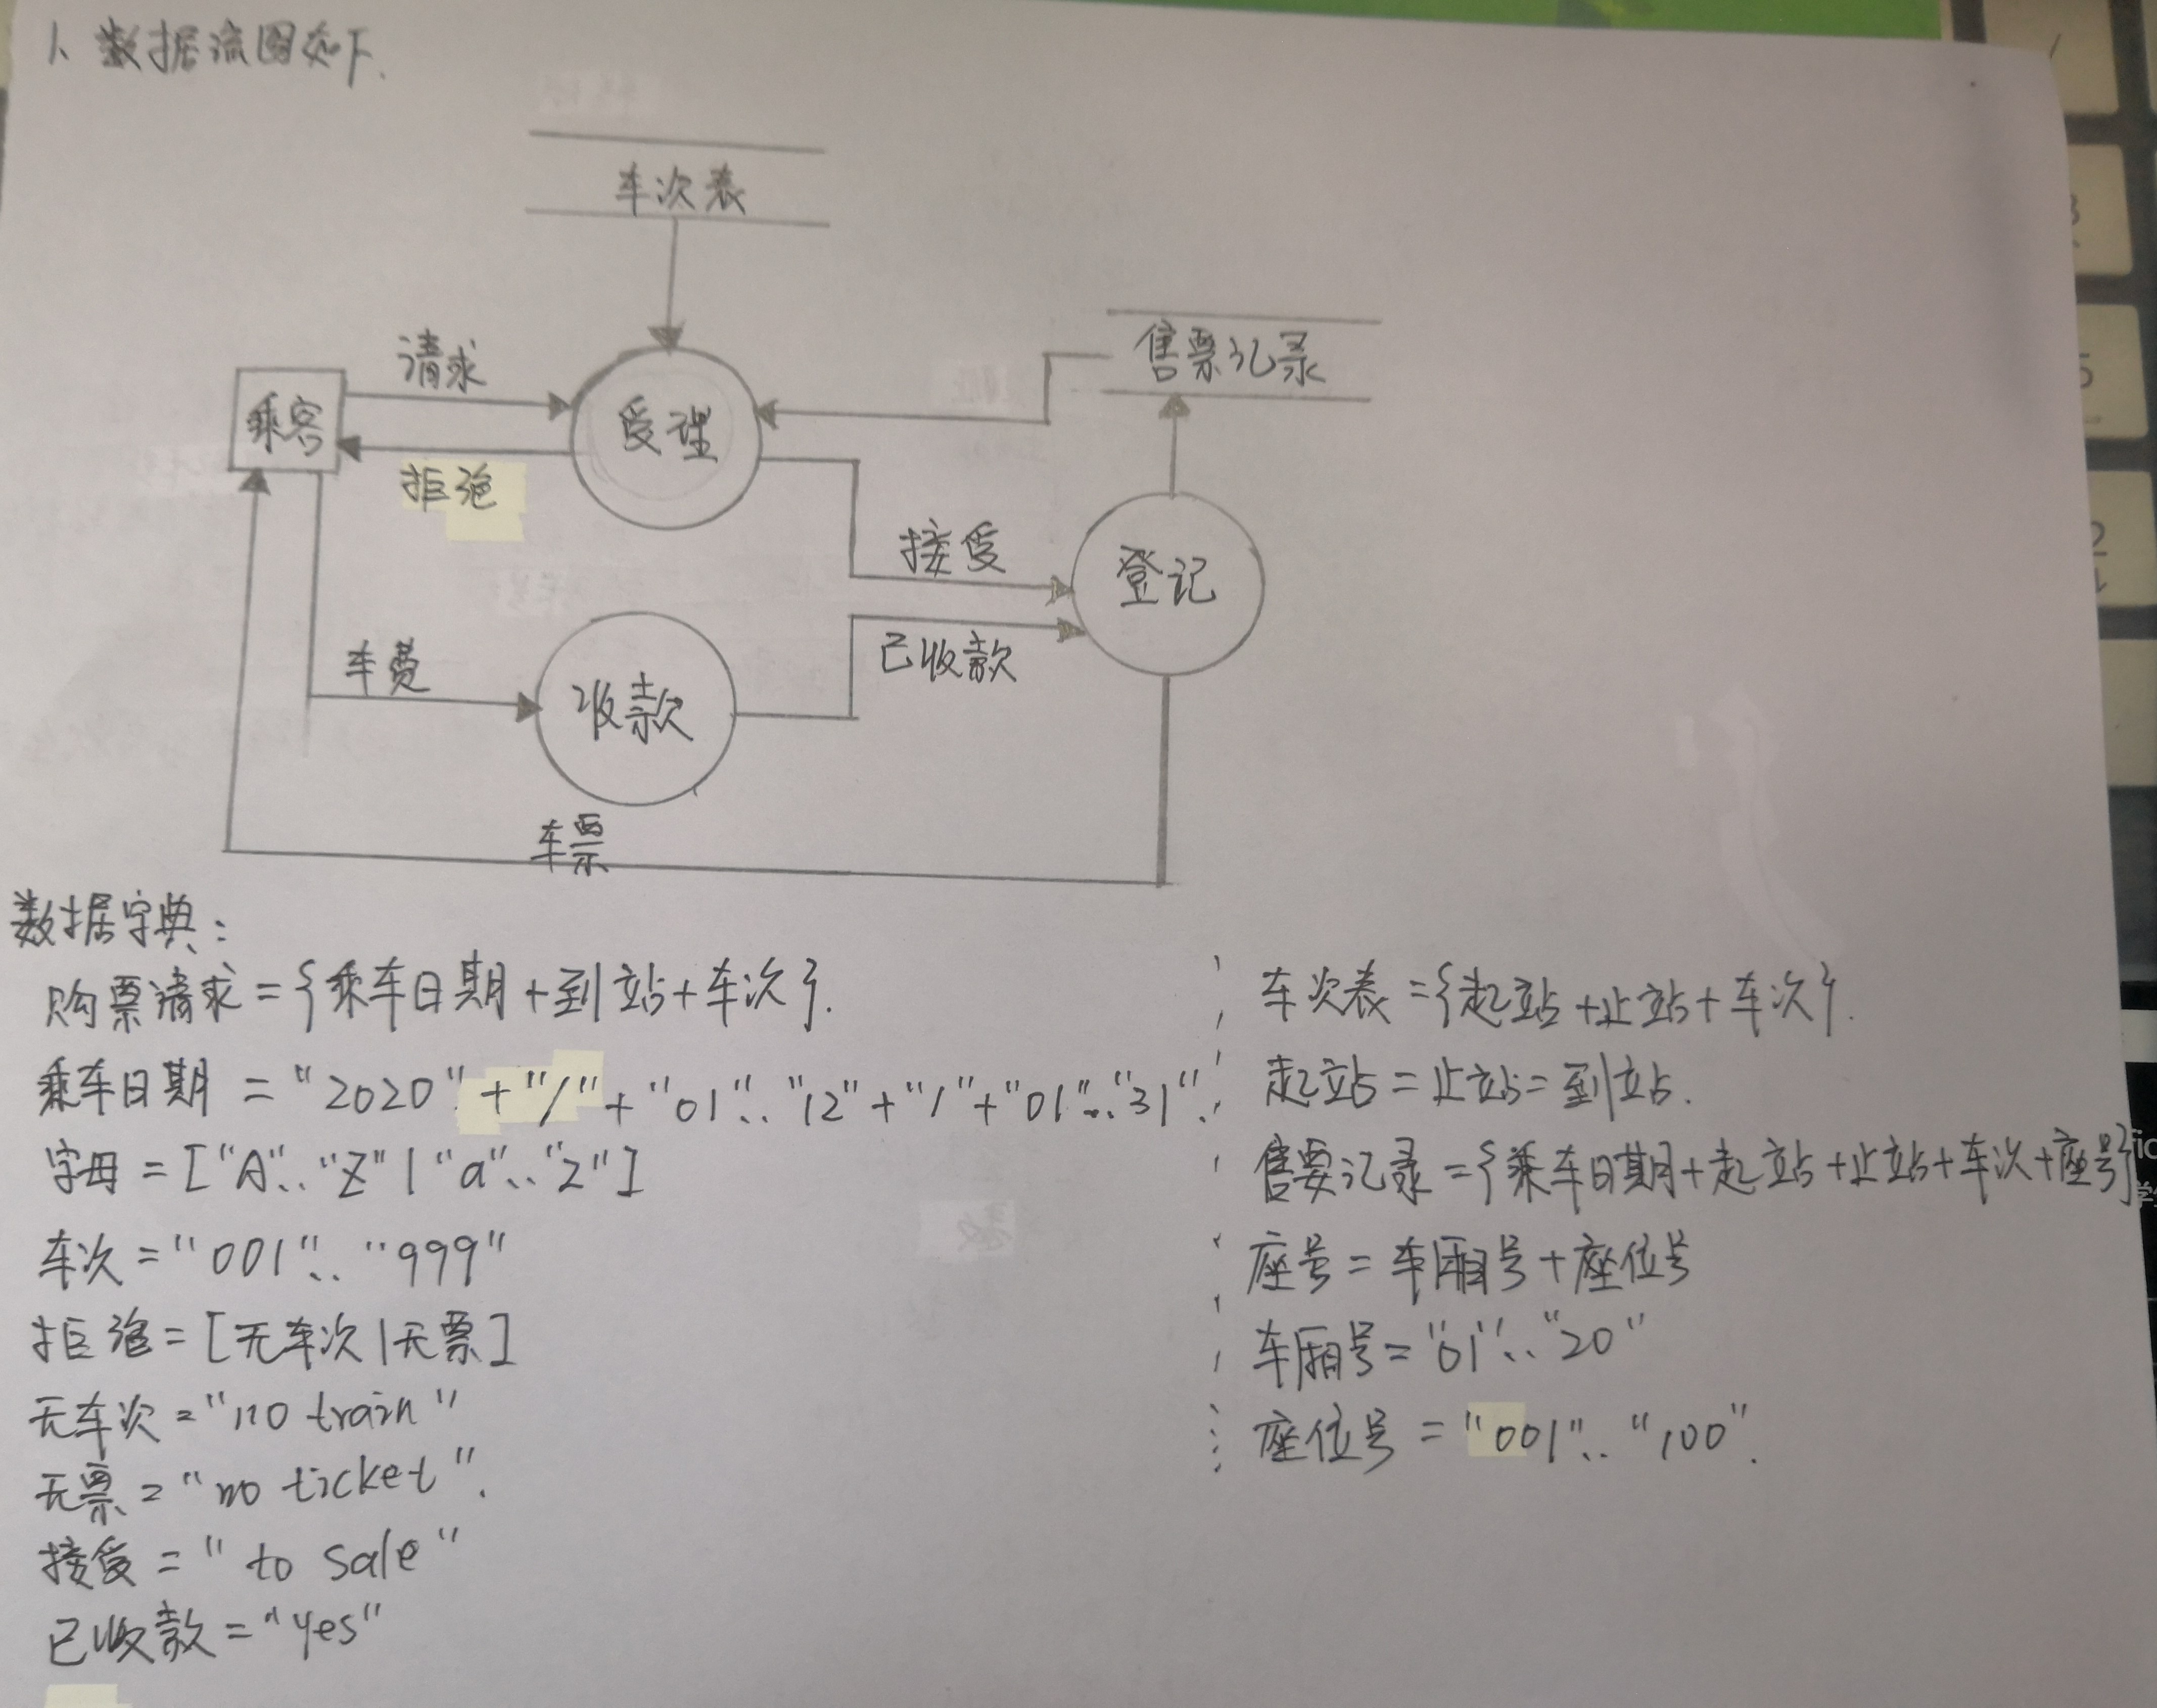 1、数据流图如下.
车次表
售票记录
请求
乘客
受理
拒绝
接受
登记
已收款
车费
收款
车票
数据字典:
购票请求={乘车日期+到站+车次}.
乘车日期="2020"+"/"+"01".."12"+"/"+"01".."31".
字母=["A".."Z"|"a".."z"]
车次="001".."999"
拒绝=[无车次|无票]
无车次="no train"
无票="no ticket".
接受="to sale"
已收款="yes"
车次表={起站+止站+车次}.
起站=止站=到站.
售票记录={乘车日期+起站+止站+车次+座号}
座号=车厢号+座位号
车厢号="01".."20"
座位号="001".."100".